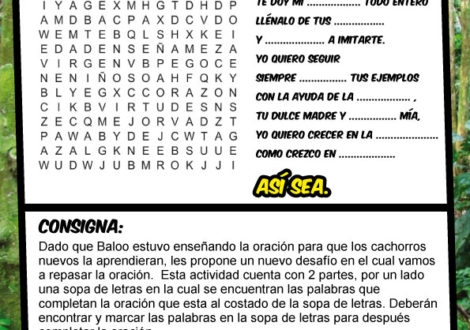 I Y A G E X M H G T D H D P
A M D B A C P A X D C V D O
W E M T E B Q L S H X K E I
E D A D E N S E Ñ A M E Z A
V I R G E N V B P E G O C E
N E N I Ñ O S O A H F Q K Y
B L Y E G X C C O R A Z O N
C I K B V I R T U D E S N S
Z E C Q M E J O R V A D Z T
P A W A B Y D E J C W T A G
A Z A L G K N E E B S U U E
W U D W J U B M R O K J J I
TE DOY MI .................. TODO ENTERO
LLÉNALO DE TUS ..................
Y .................. A IMITARTE.
YO QUIERO SEGUIR
SIEMPRE .................. TUS EJEMPLOS
CON LA AYUDA DE LA .................. ,
TU DULCE MADRE Y .................. MÍA,
YO QUIERO CRECER EN LA ..................
COMO CREZCO EN ..................
ASÍ SEA.
CONSIGNA:
Dado que Baloo estuvo enseñando la oración para que los cachorros
nuevos la aprendieran, les propone un nuevo desafío en el cual vamos
a repasar la oración. Esta actividad cuenta con 2 partes, por un lado
una sopa de letras en la cual se encuentran las palabras que
completan la oración que esta al costado de la sopa de letras. Deberán
encontrar y marcar las palabras en la sopa de letras para después
completar la oración